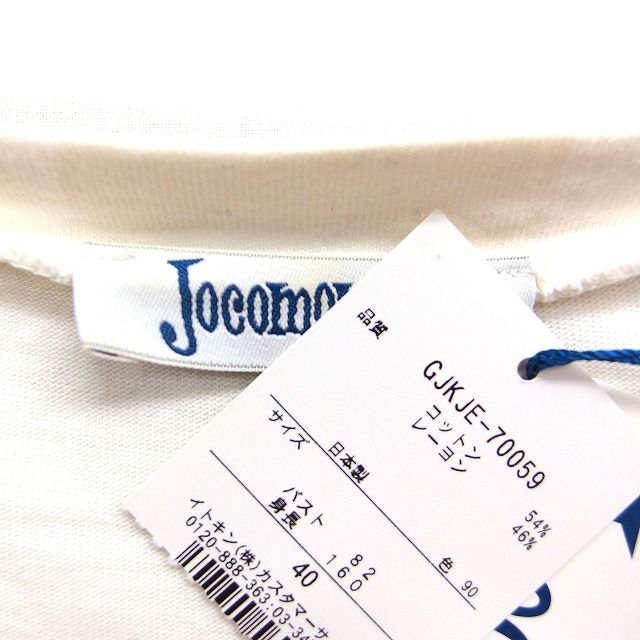 Jocomo
GJKJE-70059
品質
コットン 54%
レーヨン 46%
日本製
サイズ
色 90
バスト 82
身長 160
40
イトキン(株)カスタマーサ
0120-888-363:03-3